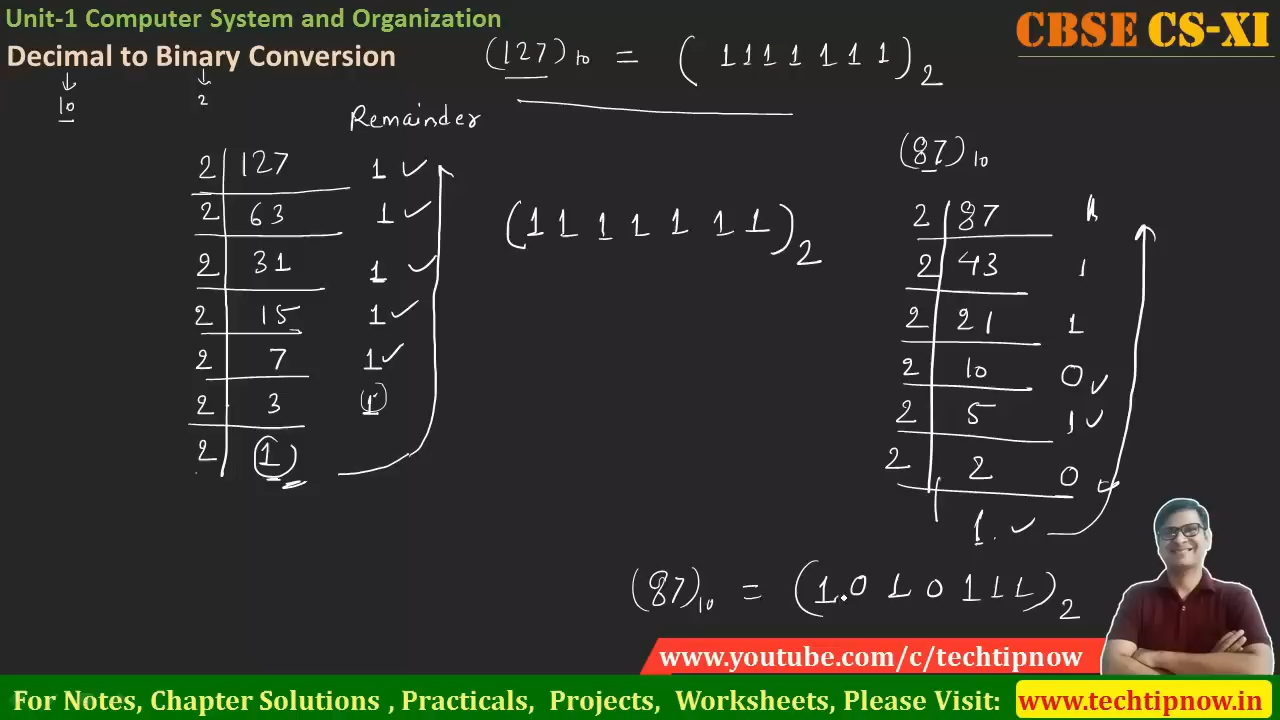 Unit-1 Computer System and Organization
CBSE CS-XI
Decimal to Binary Conversion
(127)10 = (1111111)2
10 2
Remainder
2 127 1 ✓
2 63 1 ✓
2 31 1 ✓
2 15 1 ✓
2 7 1 ✓
2 3 1
2 1
(1111111)2
(87)10
2 87 R
2 43 1
2 21 1
2 10 0 ✓
2 5 1 ✓
2 2 0 ✓
1. ✓
(87)10 = (1.010111)2
www.youtube.com/c/techtipnow
For Notes, Chapter Solutions , Practicals, Projects, Worksheets, Please Visit: www.techtipnow.in